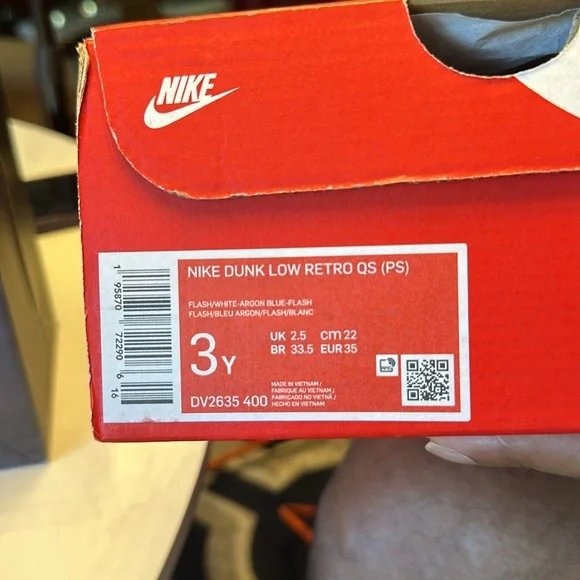 NIKE
NIKE DUNK LOW RETRO QS (PS)
FLASH/WHITE-ARGON BLUE-FLASH
FLASH/BLEU ARGON/FLASH/BLANC
3Y
UK 2.5 CM 22
BR 33.5 EUR 35
MADE IN VIETNAM /
FABRIQUE AU VIETNAM /
FABRICADO NO VIETNÃ /
HECHO EN VIETNAM
DV2635 400
1 95870 72290 6 16